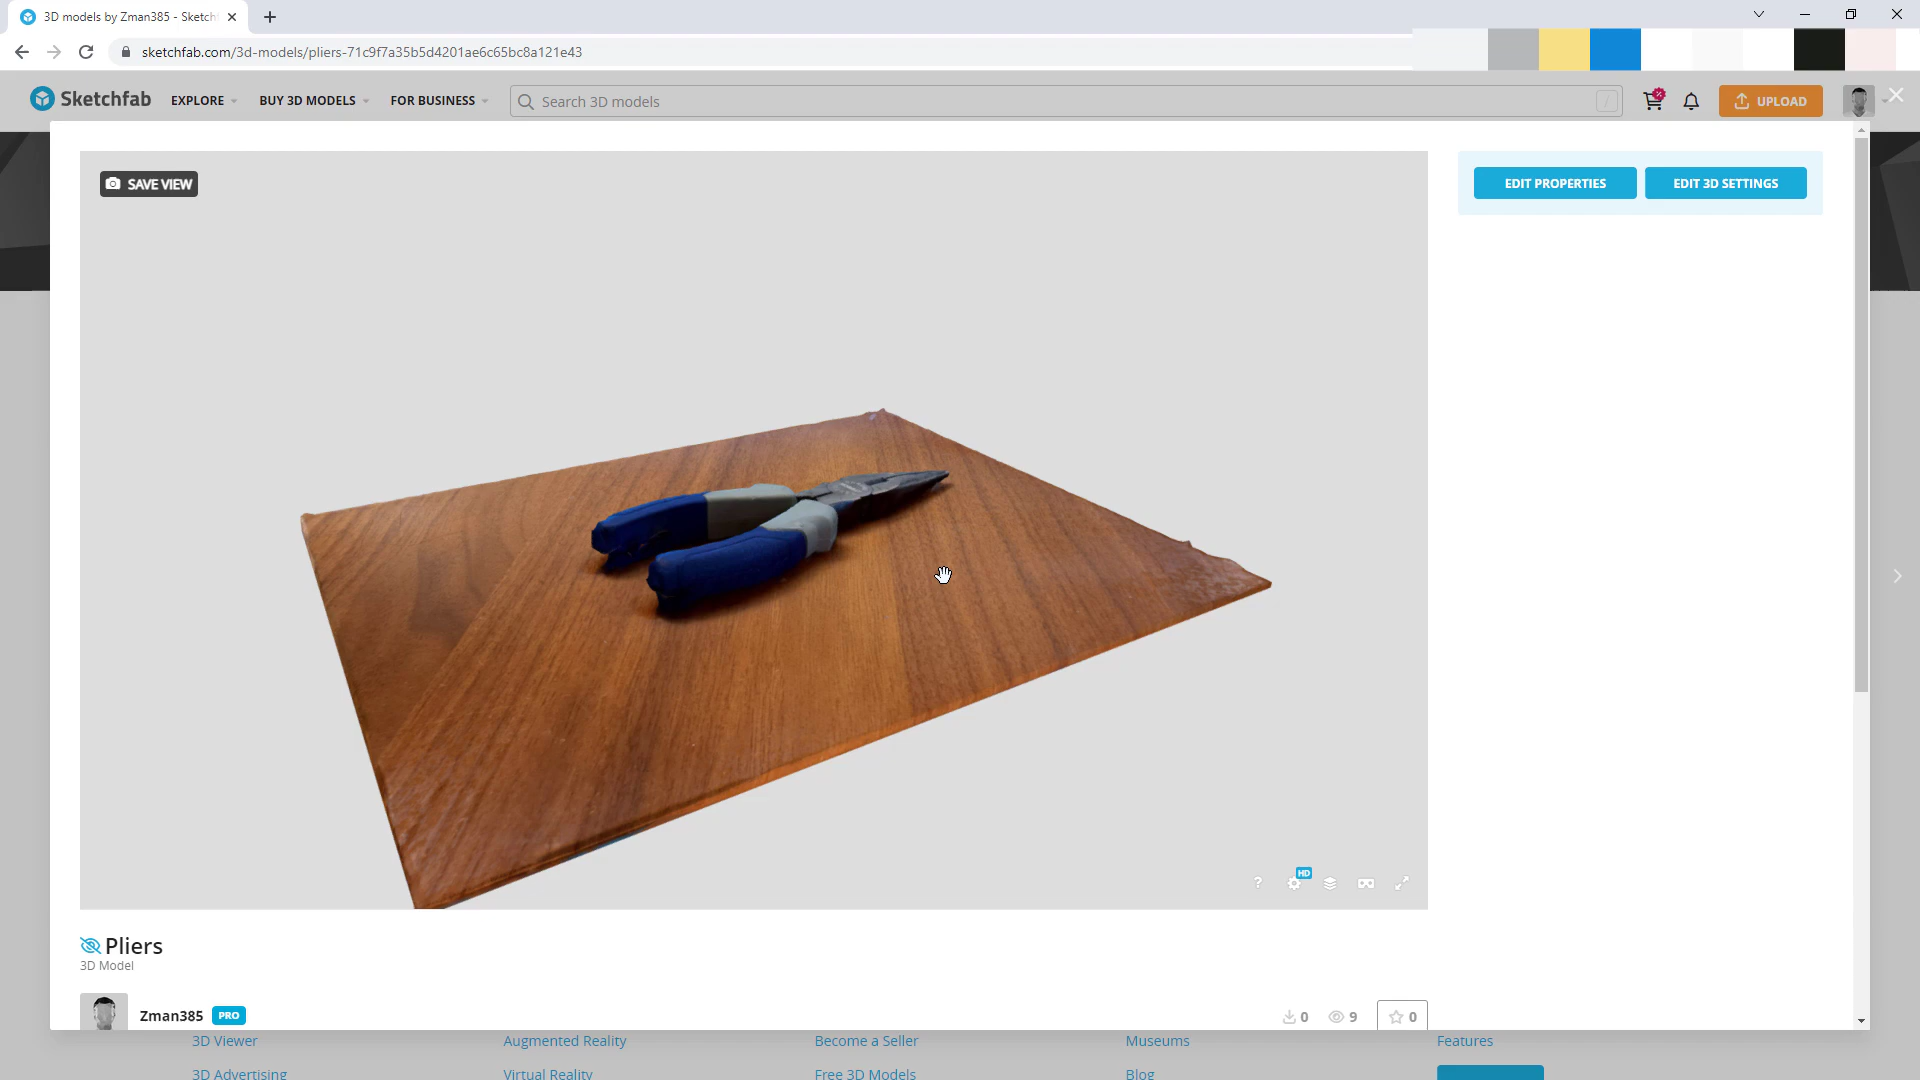 3D models by Zman385 - Sketchf
sketchfab.com/3d-models/pliers-71c9f7a35b5d4201ae6c65bc8a121e43
Sketchfab EXPLORE BUY 3D MODELS FOR BUSINESS Search 3D models / UPLOAD
SAVE VIEW
EDIT PROPERTIES EDIT 3D SETTINGS
? HD
Pliers
3D Model
Zman385 PRO 0 9 0
3D Viewer Augmented Reality Become a Seller Museums Features
3D Advertising Virtual Reality Free 3D Models Blog